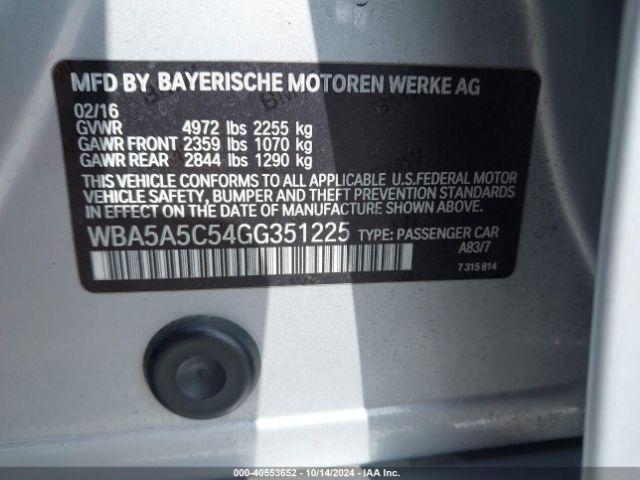 MFD BY BAYERISCHE MOTOREN WERKE AG
02/16
GVWR 4972 lbs 2255 kg
GAWR FRONT 2359 lbs 1070 kg
GAWR REAR 2844 lbs 1290 kg
THIS VEHICLE CONFORMS TO ALL APPLICABLE U.S.FEDERAL MOTOR
VEHICLE SAFETY, BUMPER AND THEFT PREVENTION STANDARDS
IN EFFECT ON THE DATE OF MANUFACTURE SHOWN ABOVE.
WBA5A5C54GG351225 TYPE: PASSENGER CAR
A83/7
7 315 814
000-40553652 - 10/14/2024 - IAA Inc.